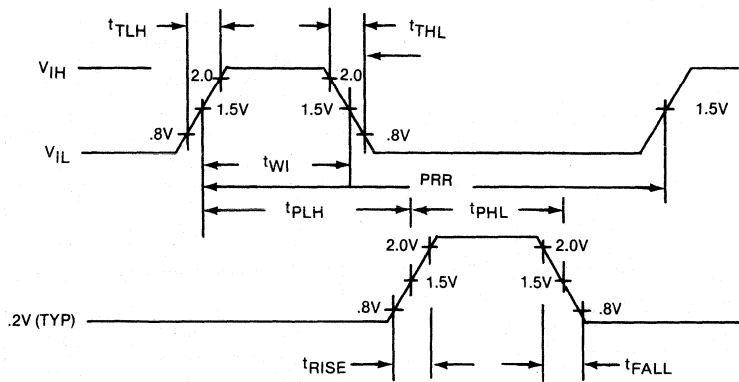 tTLH tTHL
VIH 2.0 2.0
1.5V 1.5V 1.5V
.8V .8V
VIL
tWI
PRR
tPLH tPHL
2.0V 2.0V
1.5V 1.5V
.8V .8V
.2V (TYP)
tRISE tFALL